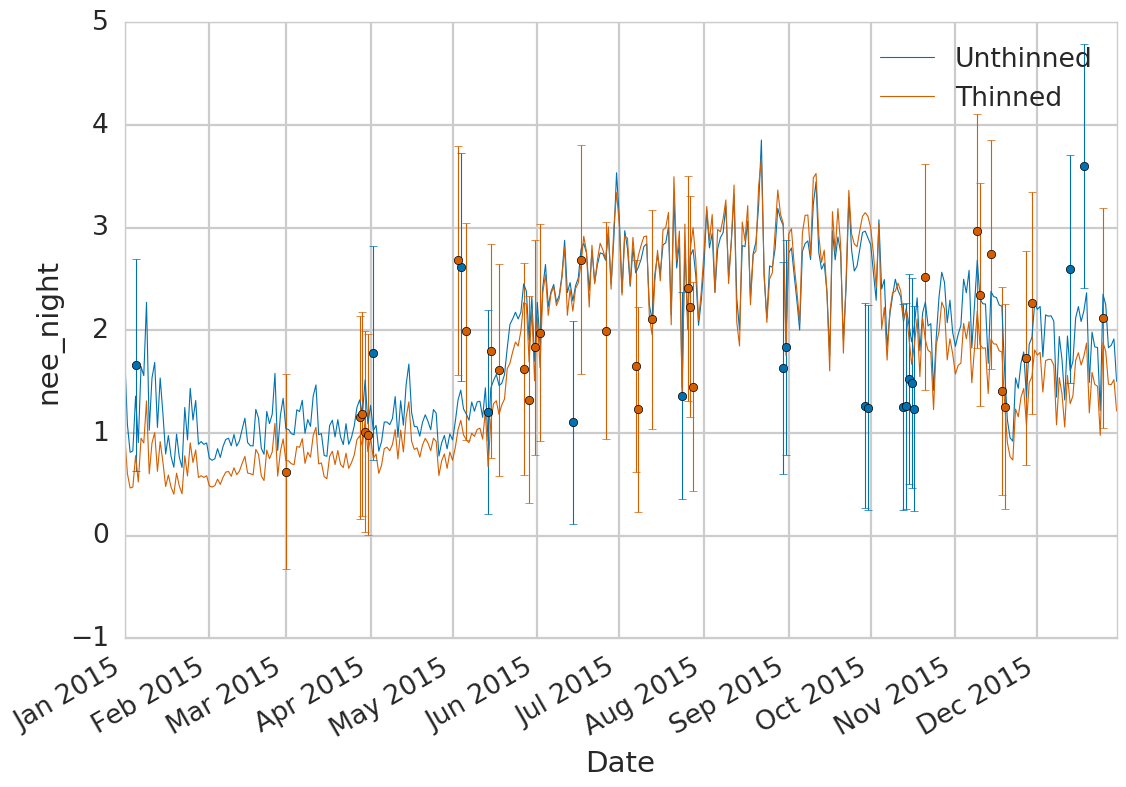 5
4
3
2
1
0
−1
nee_night
Unthinned
Thinned
Jan 2015
Feb 2015
Mar 2015
Apr 2015
May 2015
Jun 2015
Jul 2015
Aug 2015
Sep 2015
Oct 2015
Nov 2015
Dec 2015
Date